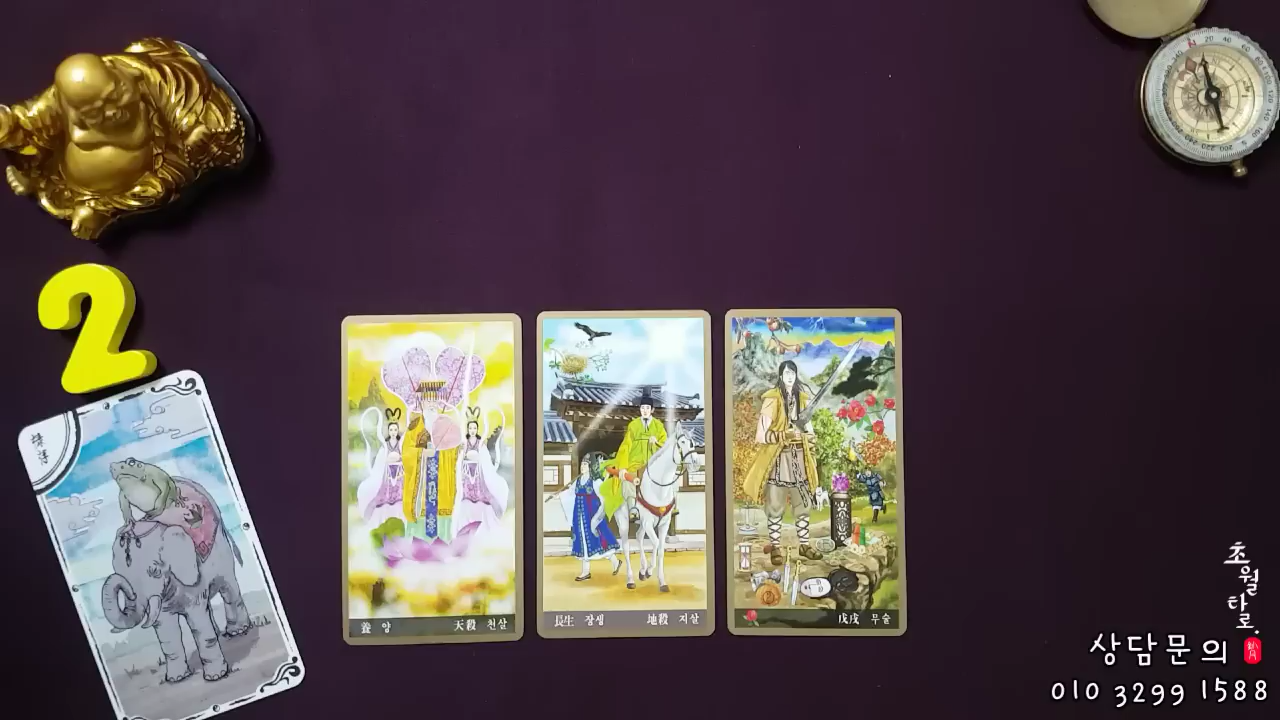 2
養 양 天殺 천살
長生 장생 地殺 지살
戊戌 무술
초월타로.
상담문의
010 3299 1588